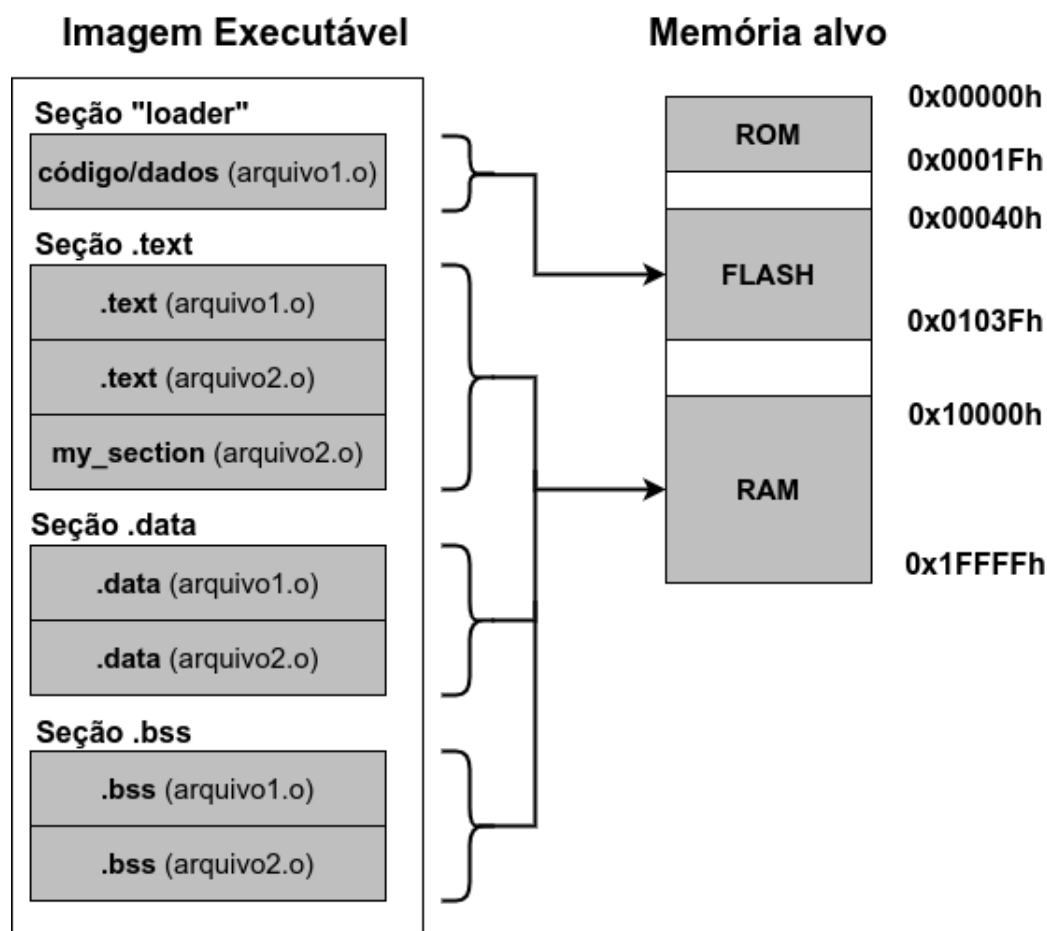 Imagem Executável
Seção "loader"
código/dados (arquivo1.o)
Seção .text
.text (arquivo1.o)
.text (arquivo2.o)
my_section (arquivo2.o)
Seção .data
.data (arquivo1.o)
.data (arquivo2.o)
Seção .bss
.bss (arquivo1.o)
.bss (arquivo2.o)
Memória alvo
ROM
FLASH
RAM
0x00000h
0x0001Fh
0x00040h
0x0103Fh
0x10000h
0x1FFFFh